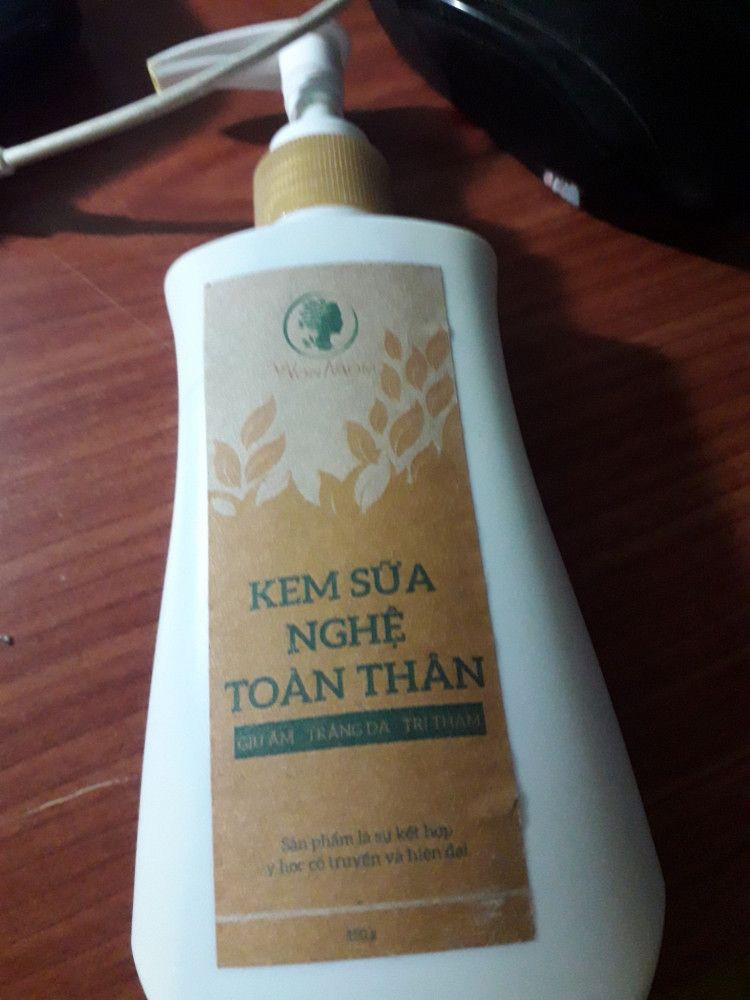 WONMOM
KEM SỮA
NGHỆ
TOÀN THÂN
GIỮ ẨM TRẮNG DA TRỊ THÂM
Sản phẩm là sự kết hợp
y học cổ truyền và hiện đại